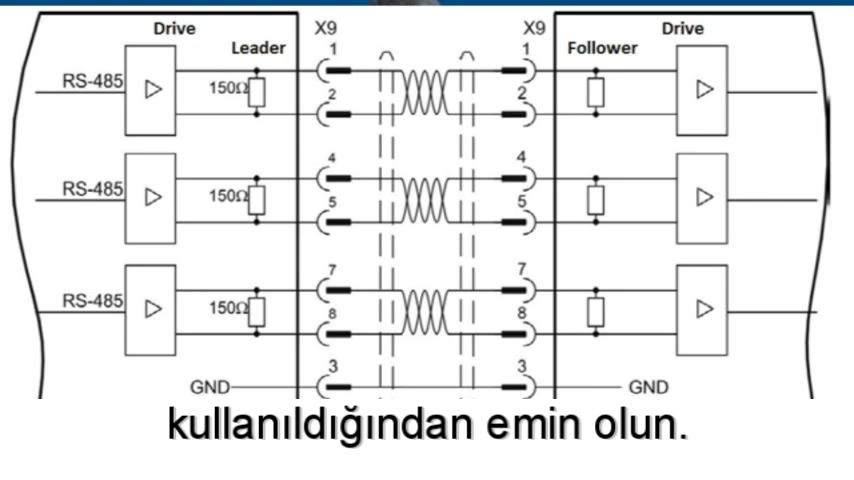 Drive X9 X9 Drive
Leader 1 1 Follower
RS-485 150Ω 2 2
4 4
RS-485 150Ω 5 5
7 7
RS-485 150Ω 8 8
3 3
GND GND
kullanıldığından emin olun.